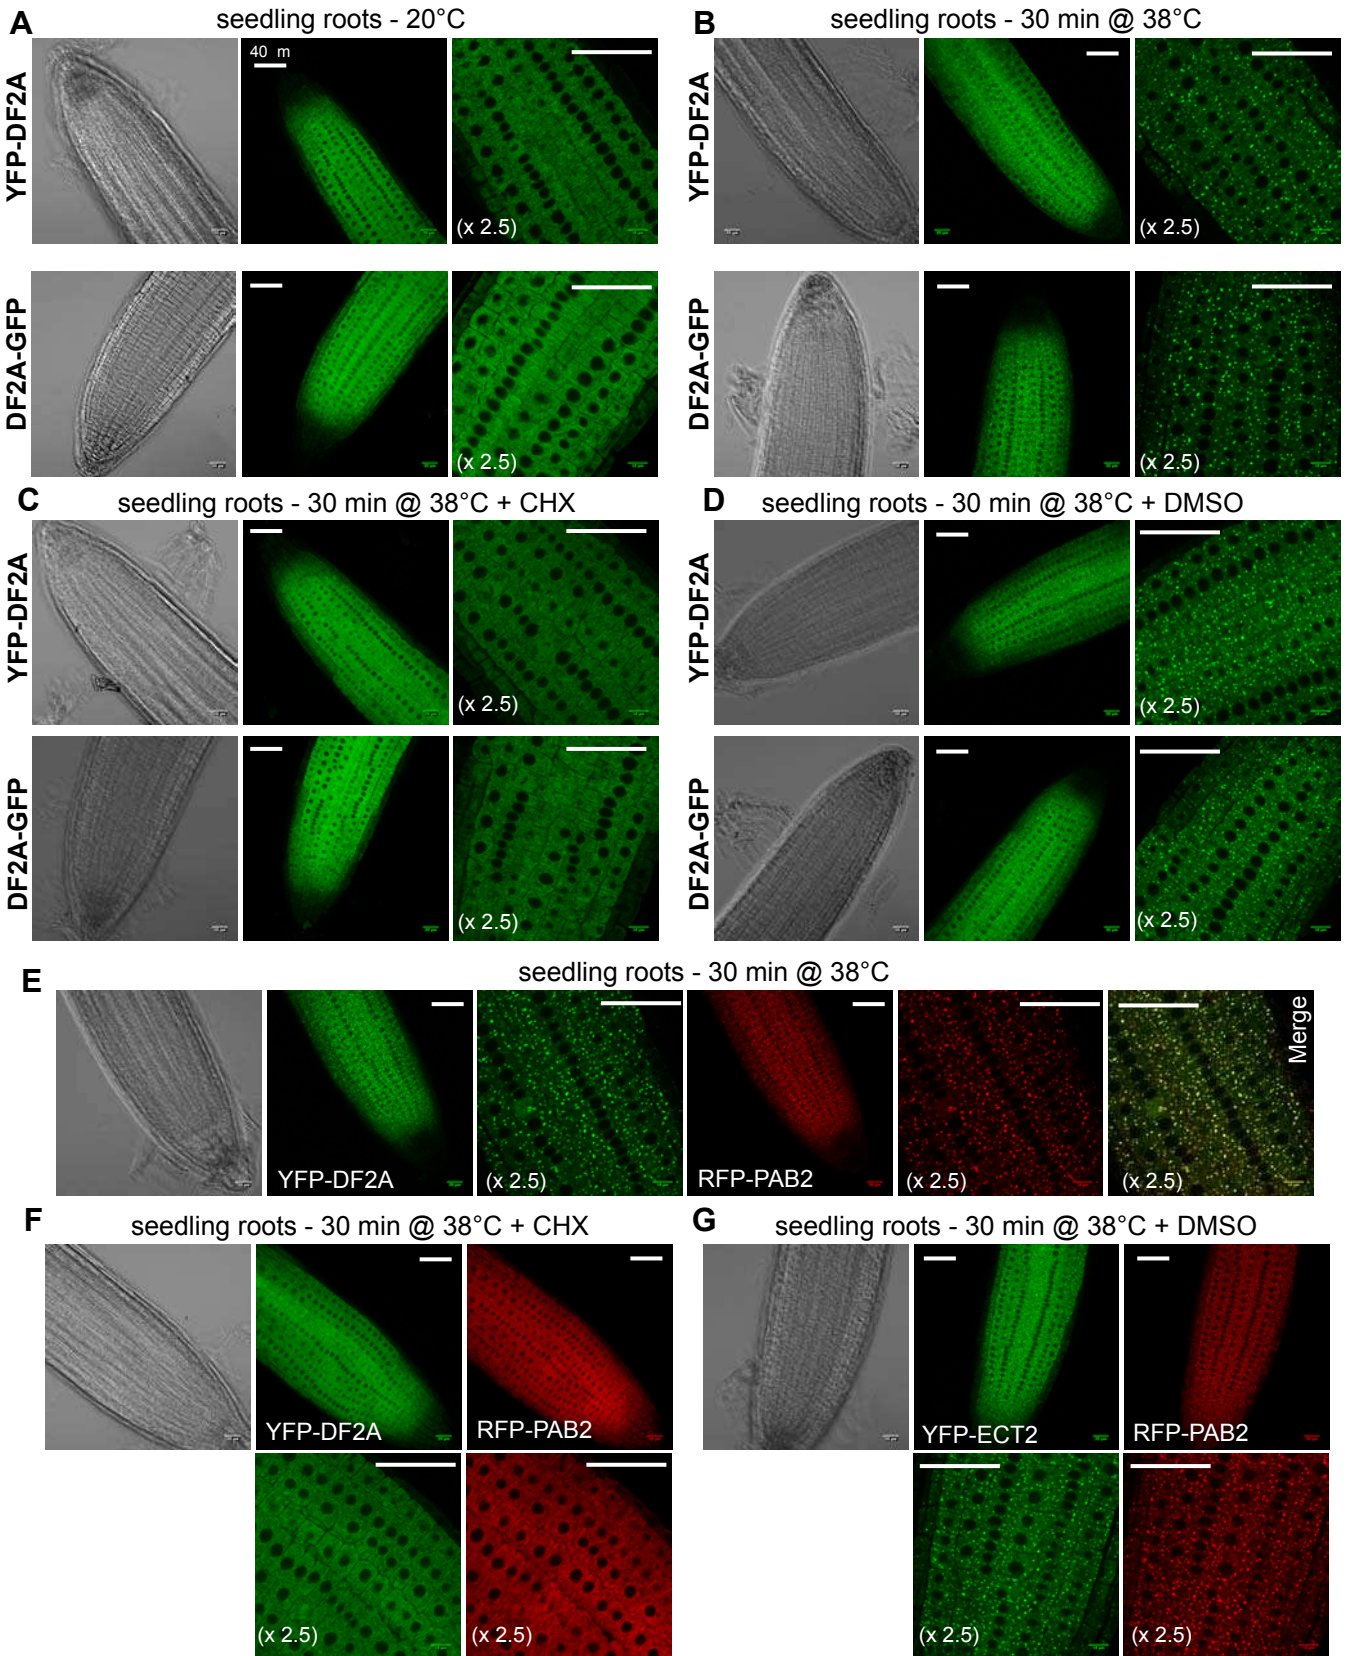 A
seedling roots - 20°C
YFP-DF2A
40 m
(x 2.5)
DF2A-GFP
(x 2.5)
B
seedling roots - 30 min @ 38°C
YFP-DF2A
(x 2.5)
DF2A-GFP
(x 2.5)
C
seedling roots - 30 min @ 38°C + CHX
YFP-DF2A
(x 2.5)
DF2A-GFP
(x 2.5)
D
seedling roots - 30 min @ 38°C + DMSO
YFP-DF2A
(x 2.5)
DF2A-GFP
(x 2.5)
E
seedling roots - 30 min @ 38°C
YFP-DF2A
(x 2.5)
RFP-PAB2
(x 2.5)
Merge
(x 2.5)
F
seedling roots - 30 min @ 38°C + CHX
YFP-DF2A
RFP-PAB2
(x 2.5)
(x 2.5)
G
seedling roots - 30 min @ 38°C + DMSO
YFP-ECT2
RFP-PAB2
(x 2.5)
(x 2.5)